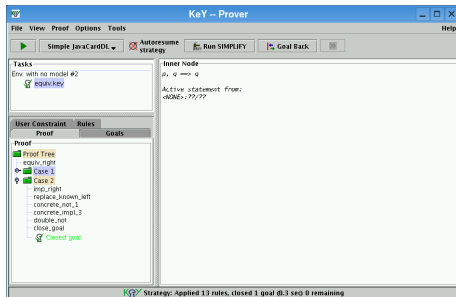 KeY -- Prover
File View Proof Options Tools Help
Simple JavaCardDL Autoresume strategy Run SIMPLIFY Goal Back
Tasks
Env. with no model #2
equiv.key
User Constraint Rules
Proof Goals
Proof
Proof Tree
equiv_right
Case 1
Case 2
imp_right
replace_known_left
concrete_not_1
concrete_impl_3
double_not
close_goal
Closed goal
Inner Node
p, q ==> q
Active statement from:
<NONE>:??/??
KeY Strategy: Applied 13 rules, closed 1 goal (0.3 sec) 0 remaining